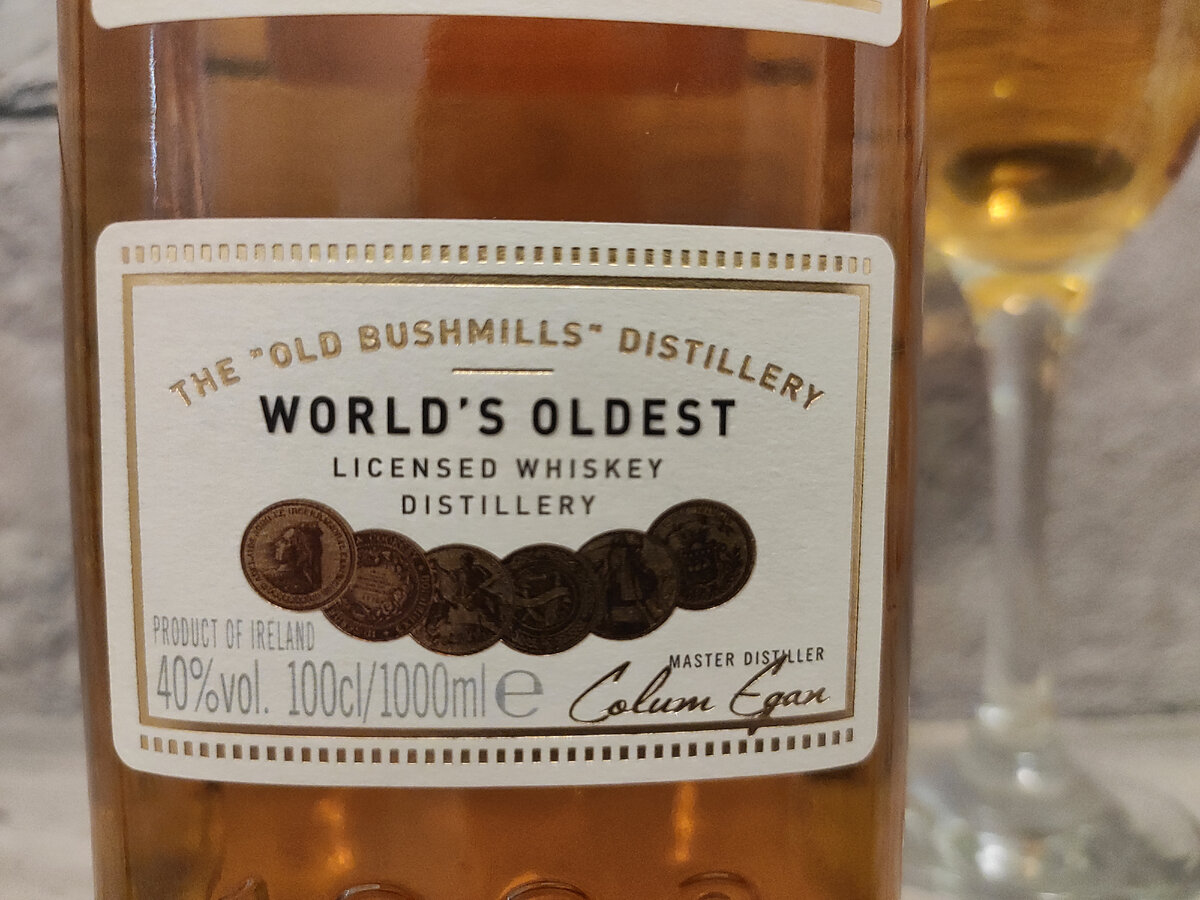 THE "OLD BUSHMILLS" DISTILLERY
WORLD'S OLDEST
LICENSED WHISKEY
DISTILLERY
PRODUCT OF IRELAND
40%vol. 100cl/1000ml e
MASTER DISTILLER
Colum Egan